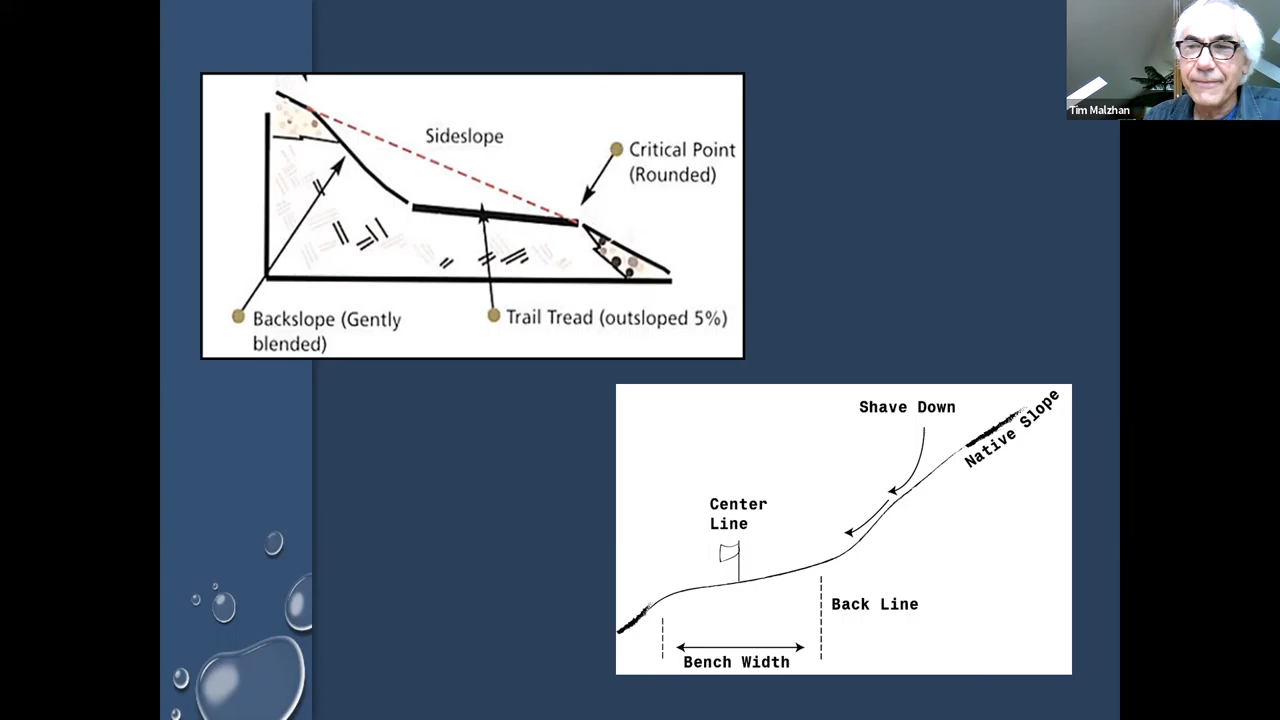 Tim Malzhan
Sideslope
Critical Point
(Rounded)
Backslope (Gently
blended)
Trail Tread (outsloped 5%)
Shave Down
Native Slope
Center
Line
Back Line
Bench Width